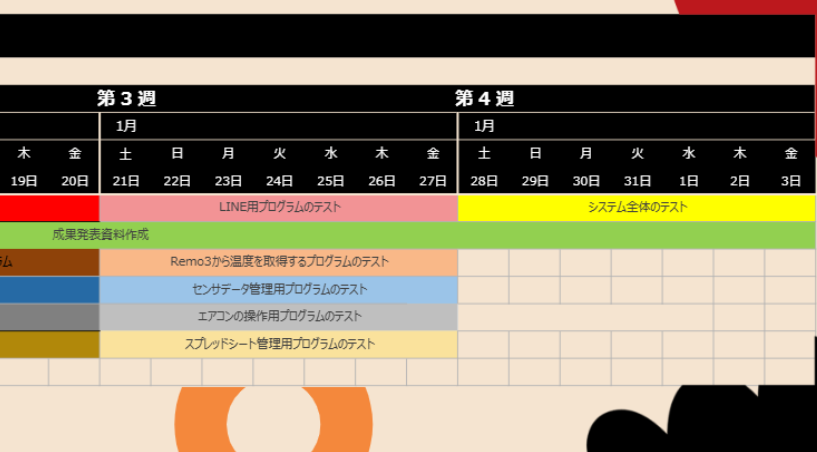 第３週 第４週
1月 1月
木 金 土 日 月 火 水 木 金 土 日 月 火 水 木 金
19日 20日 21日 22日 23日 24日 25日 26日 27日 28日 29日 30日 31日 1日 2日 3日
LINE用プログラムのテスト システム全体のテスト
成果発表資料作成
ラム Remo3から温度を取得するプログラムのテスト
センサデータ管理用プログラムのテスト
エアコンの操作用プログラムのテスト
スプレッドシート管理用プログラムのテスト